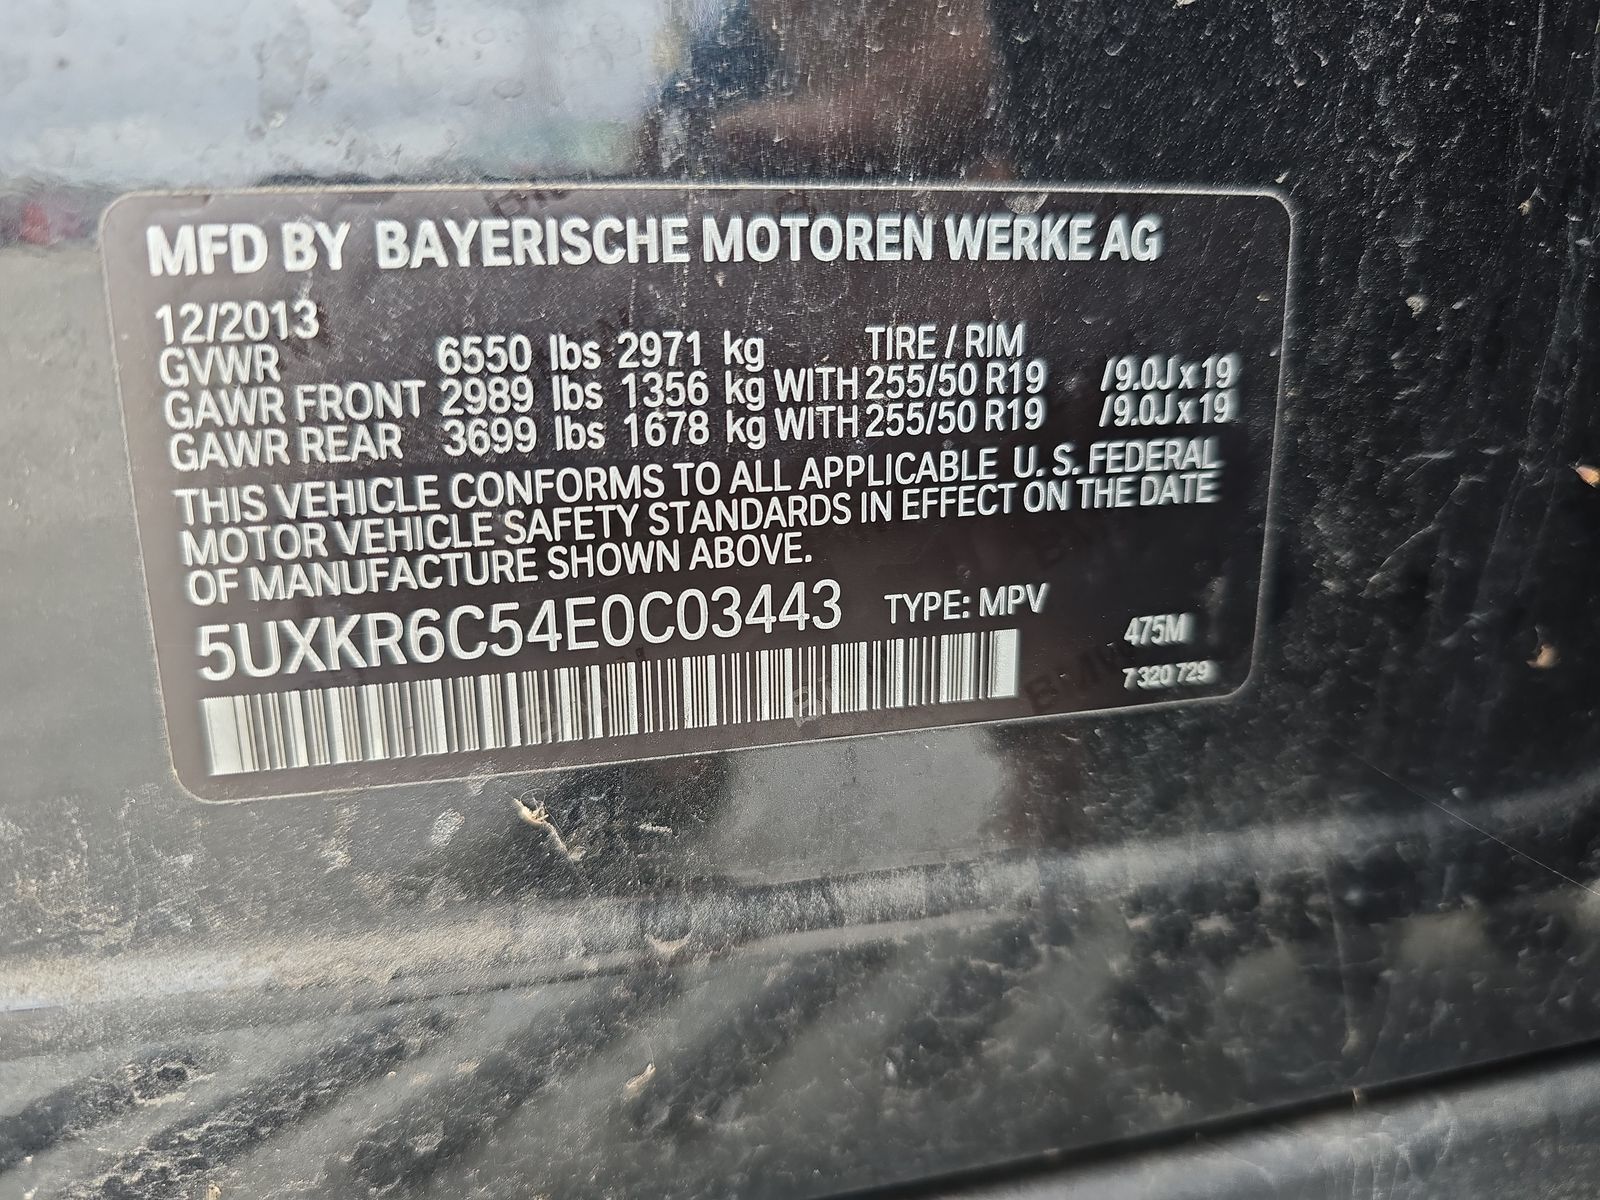 MFD BY BAYERISCHE MOTOREN WERKE AG
12/2013
GVWR 6550 lbs 2971 kg TIRE / RIM
GAWR FRONT 2989 lbs 1356 kg WITH 255/50 R19 /9.0J x 19
GAWR REAR 3699 lbs 1678 kg WITH 255/50 R19 /9.0J x 19
THIS VEHICLE CONFORMS TO ALL APPLICABLE U. S. FEDERAL
MOTOR VEHICLE SAFETY STANDARDS IN EFFECT ON THE DATE
OF MANUFACTURE SHOWN ABOVE.
5UXKR6C54E0C03443 TYPE: MPV
475M
7 320 729